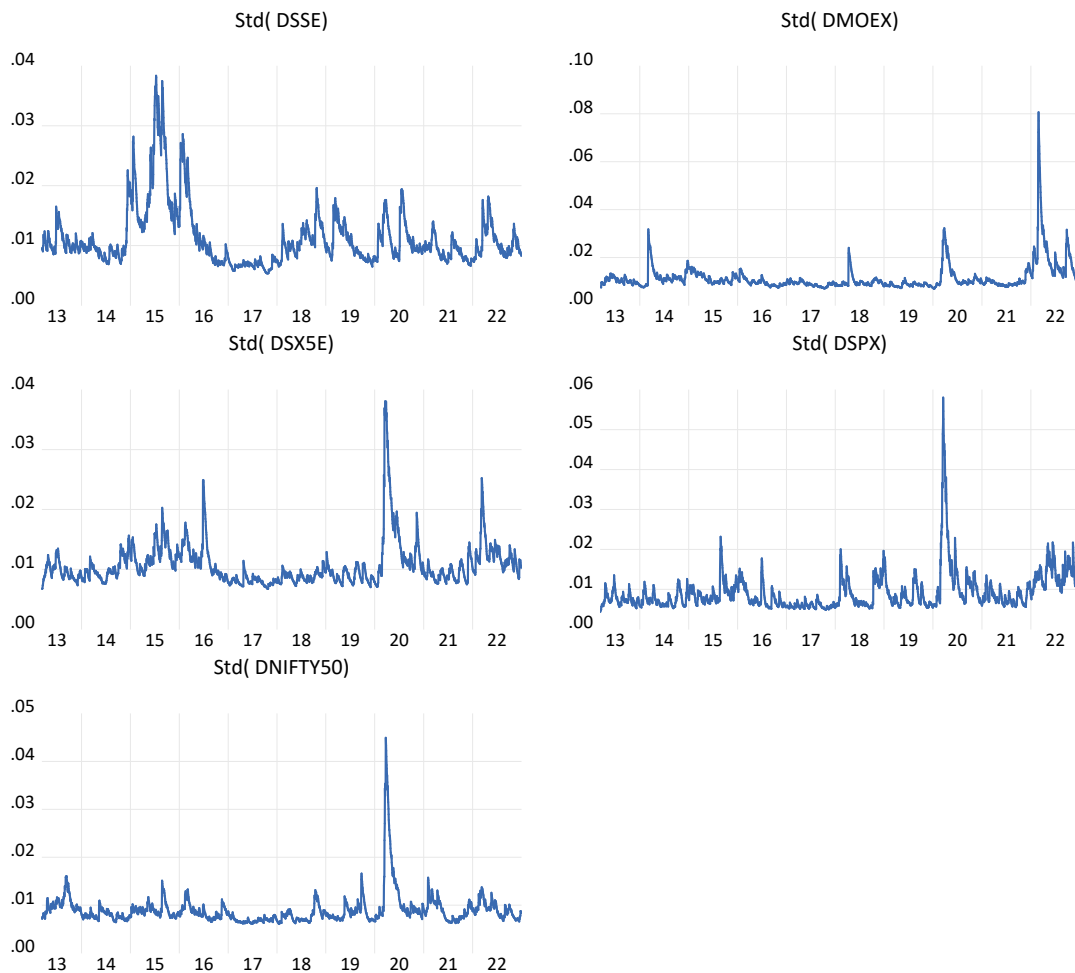 Std( DSSE)
.04
.03
.02
.01
.00
13 14 15 16 17 18 19 20 21 22
Std( DMOEX)
.10
.08
.06
.04
.02
.00
13 14 15 16 17 18 19 20 21 22
Std( DSX5E)
.04
.03
.02
.01
.00
13 14 15 16 17 18 19 20 21 22
Std( DSPX)
.06
.05
.04
.03
.02
.01
.00
13 14 15 16 17 18 19 20 21 22
Std( DNIFTY50)
.05
.04
.03
.02
.01
.00
13 14 15 16 17 18 19 20 21 22